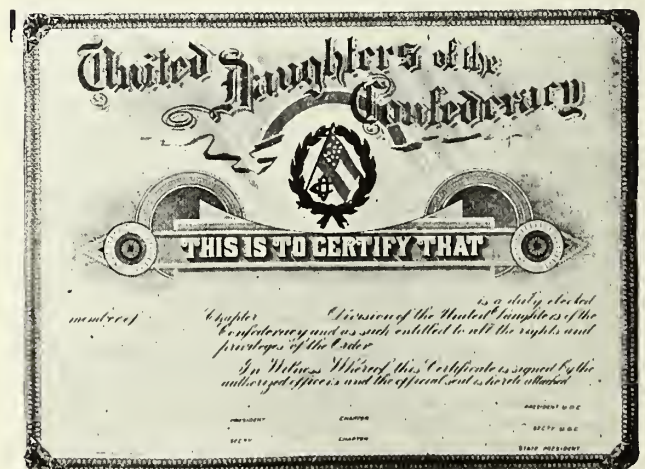 United Daughters of the
Confederacy
THIS IS TO CERTIFY THAT
is a duly elected
member of Chapter Division of the United Daughters of the
Confederacy and as such entitled to all the rights and
privileges of the Order
In Witness Whereof this Certificate is signed by the
authorized officers and the official seal is hereto attached
PRESIDENT CHAPTER PRESIDENT U.D.C.
SECTY CHAPTER SECTY U.D.C.
STATE PRESIDENT